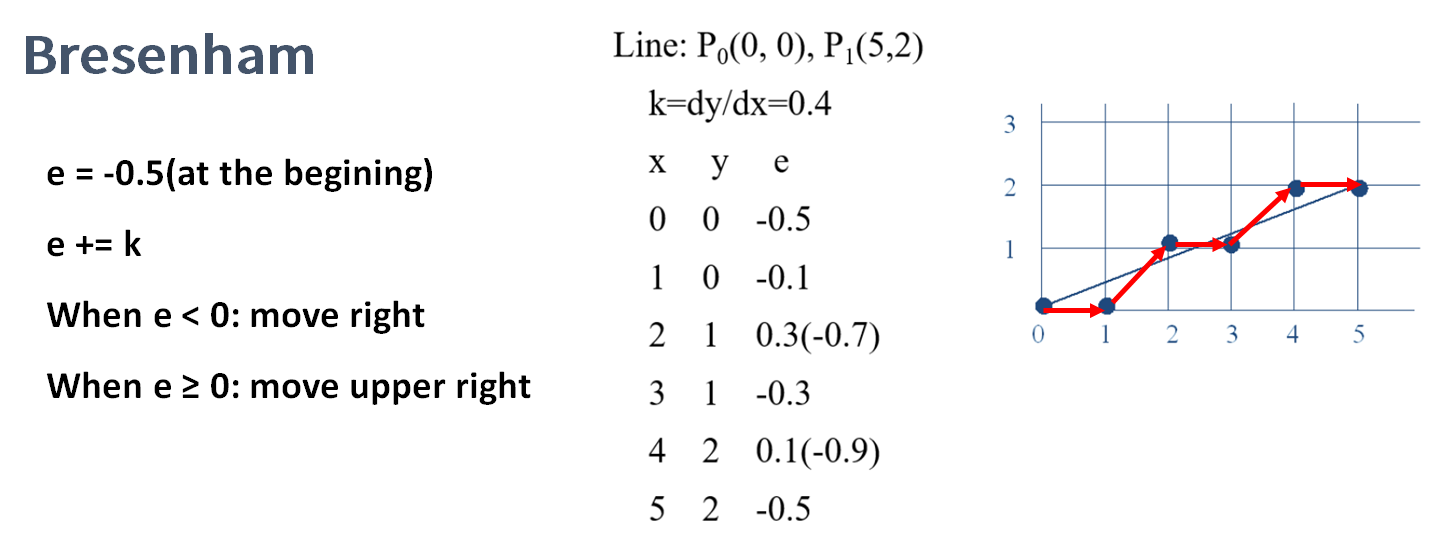 Bresenham
e = -0.5(at the begining)
e += k
When e < 0: move right
When e ≥ 0: move upper right
Line: P₀(0, 0), P₁(5,2)
k=dy/dx=0.4
x y e
0 0 -0.5
1 0 -0.1
2 1 0.3(-0.7)
3 1 -0.3
4 2 0.1(-0.9)
5 2 -0.5
3
2
1
0 1 2 3 4 5